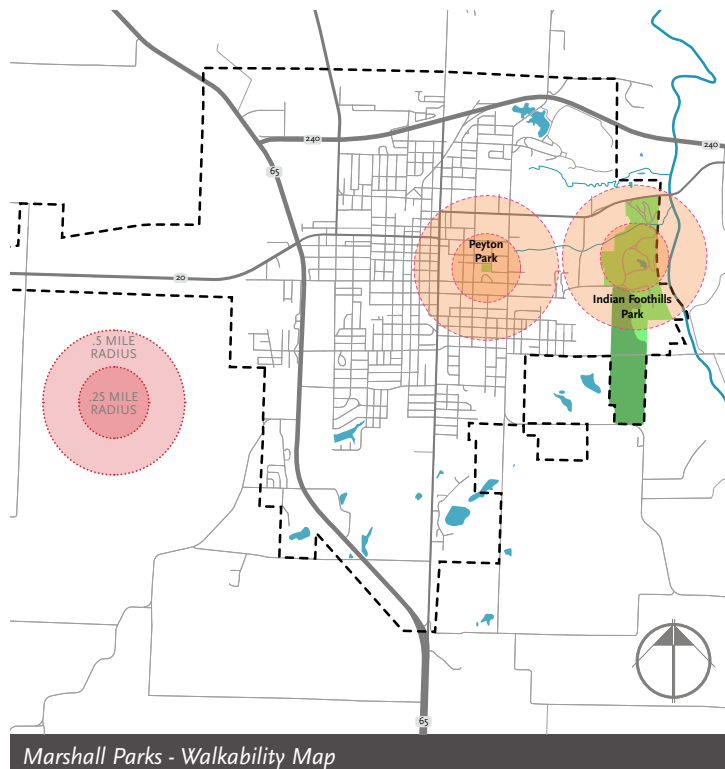 240
240
65
Peyton
Park
20
Indian Foothills
Park
.5 MILE
RADIUS
.25 MILE
RADIUS
65
Marshall Parks - Walkability Map